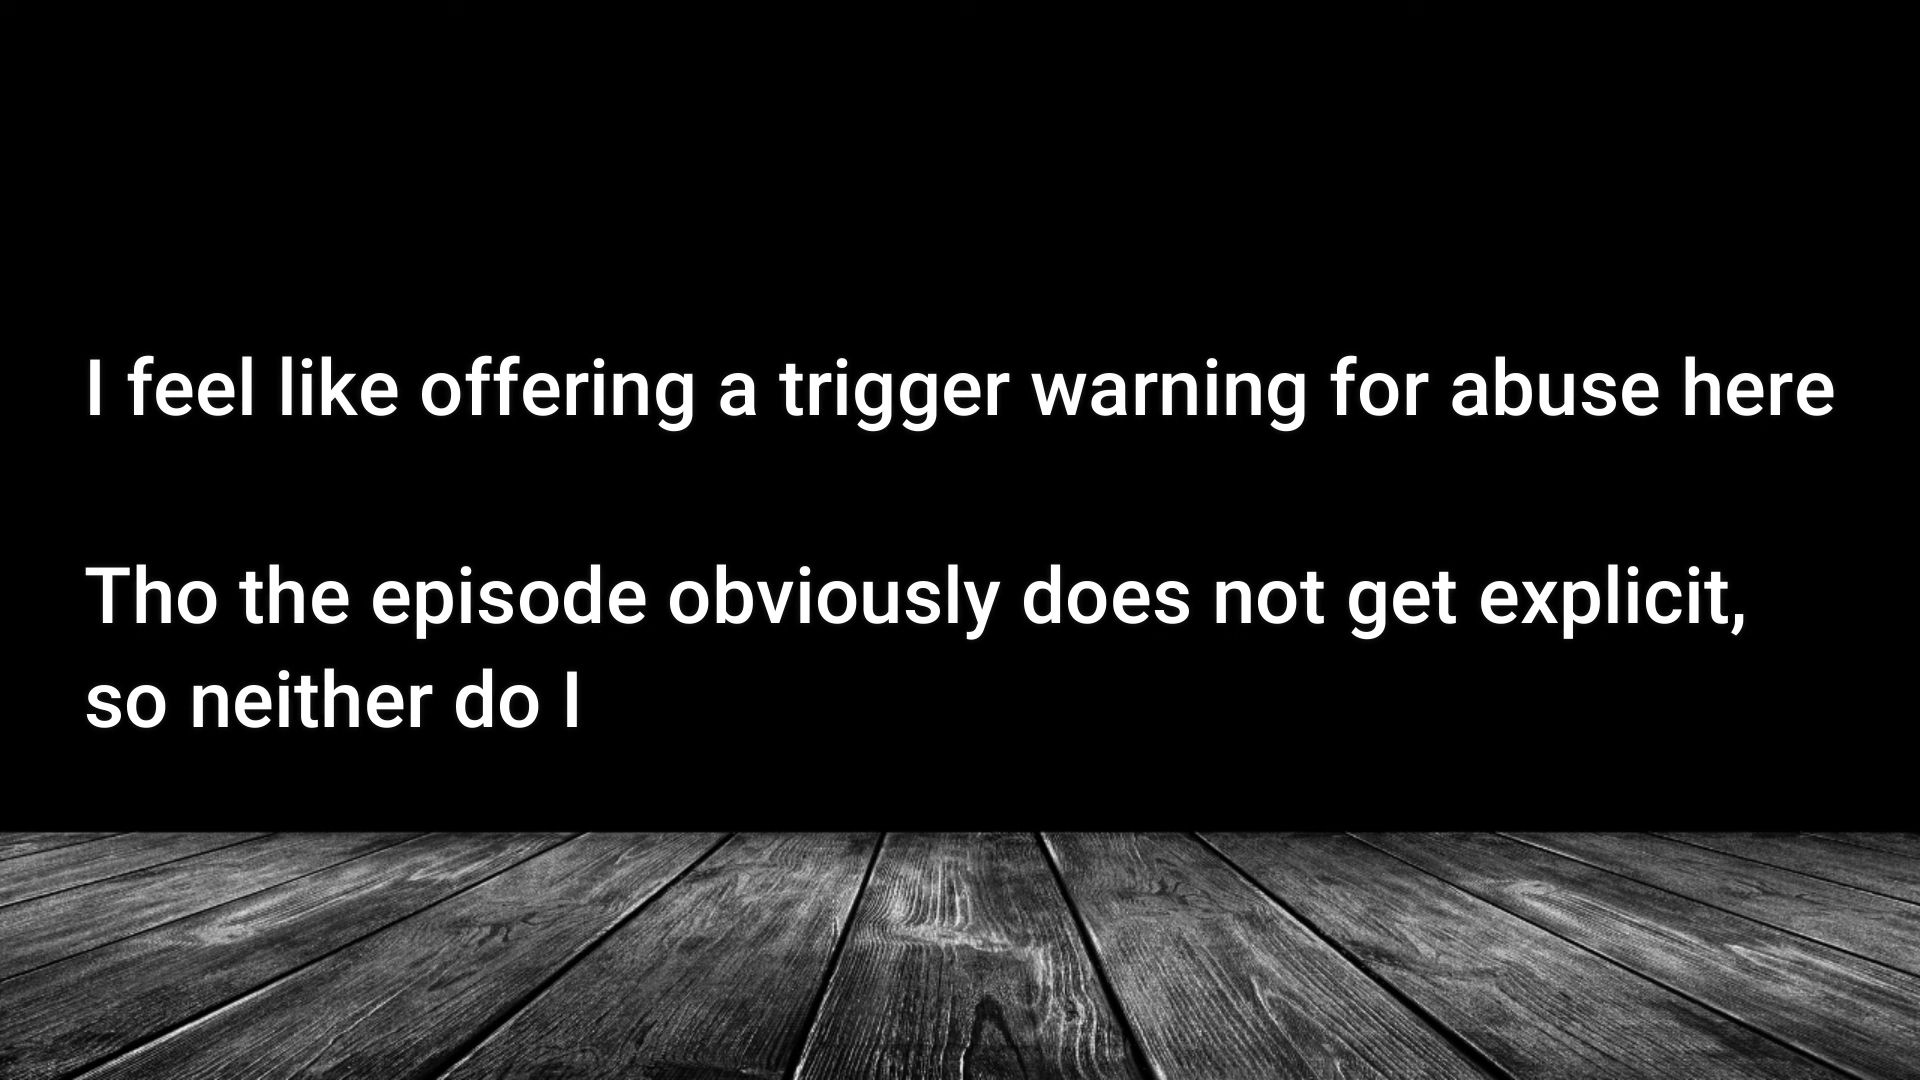 I feel like offering a trigger warning for abuse here
Tho the episode obviously does not get explicit,
so neither do I